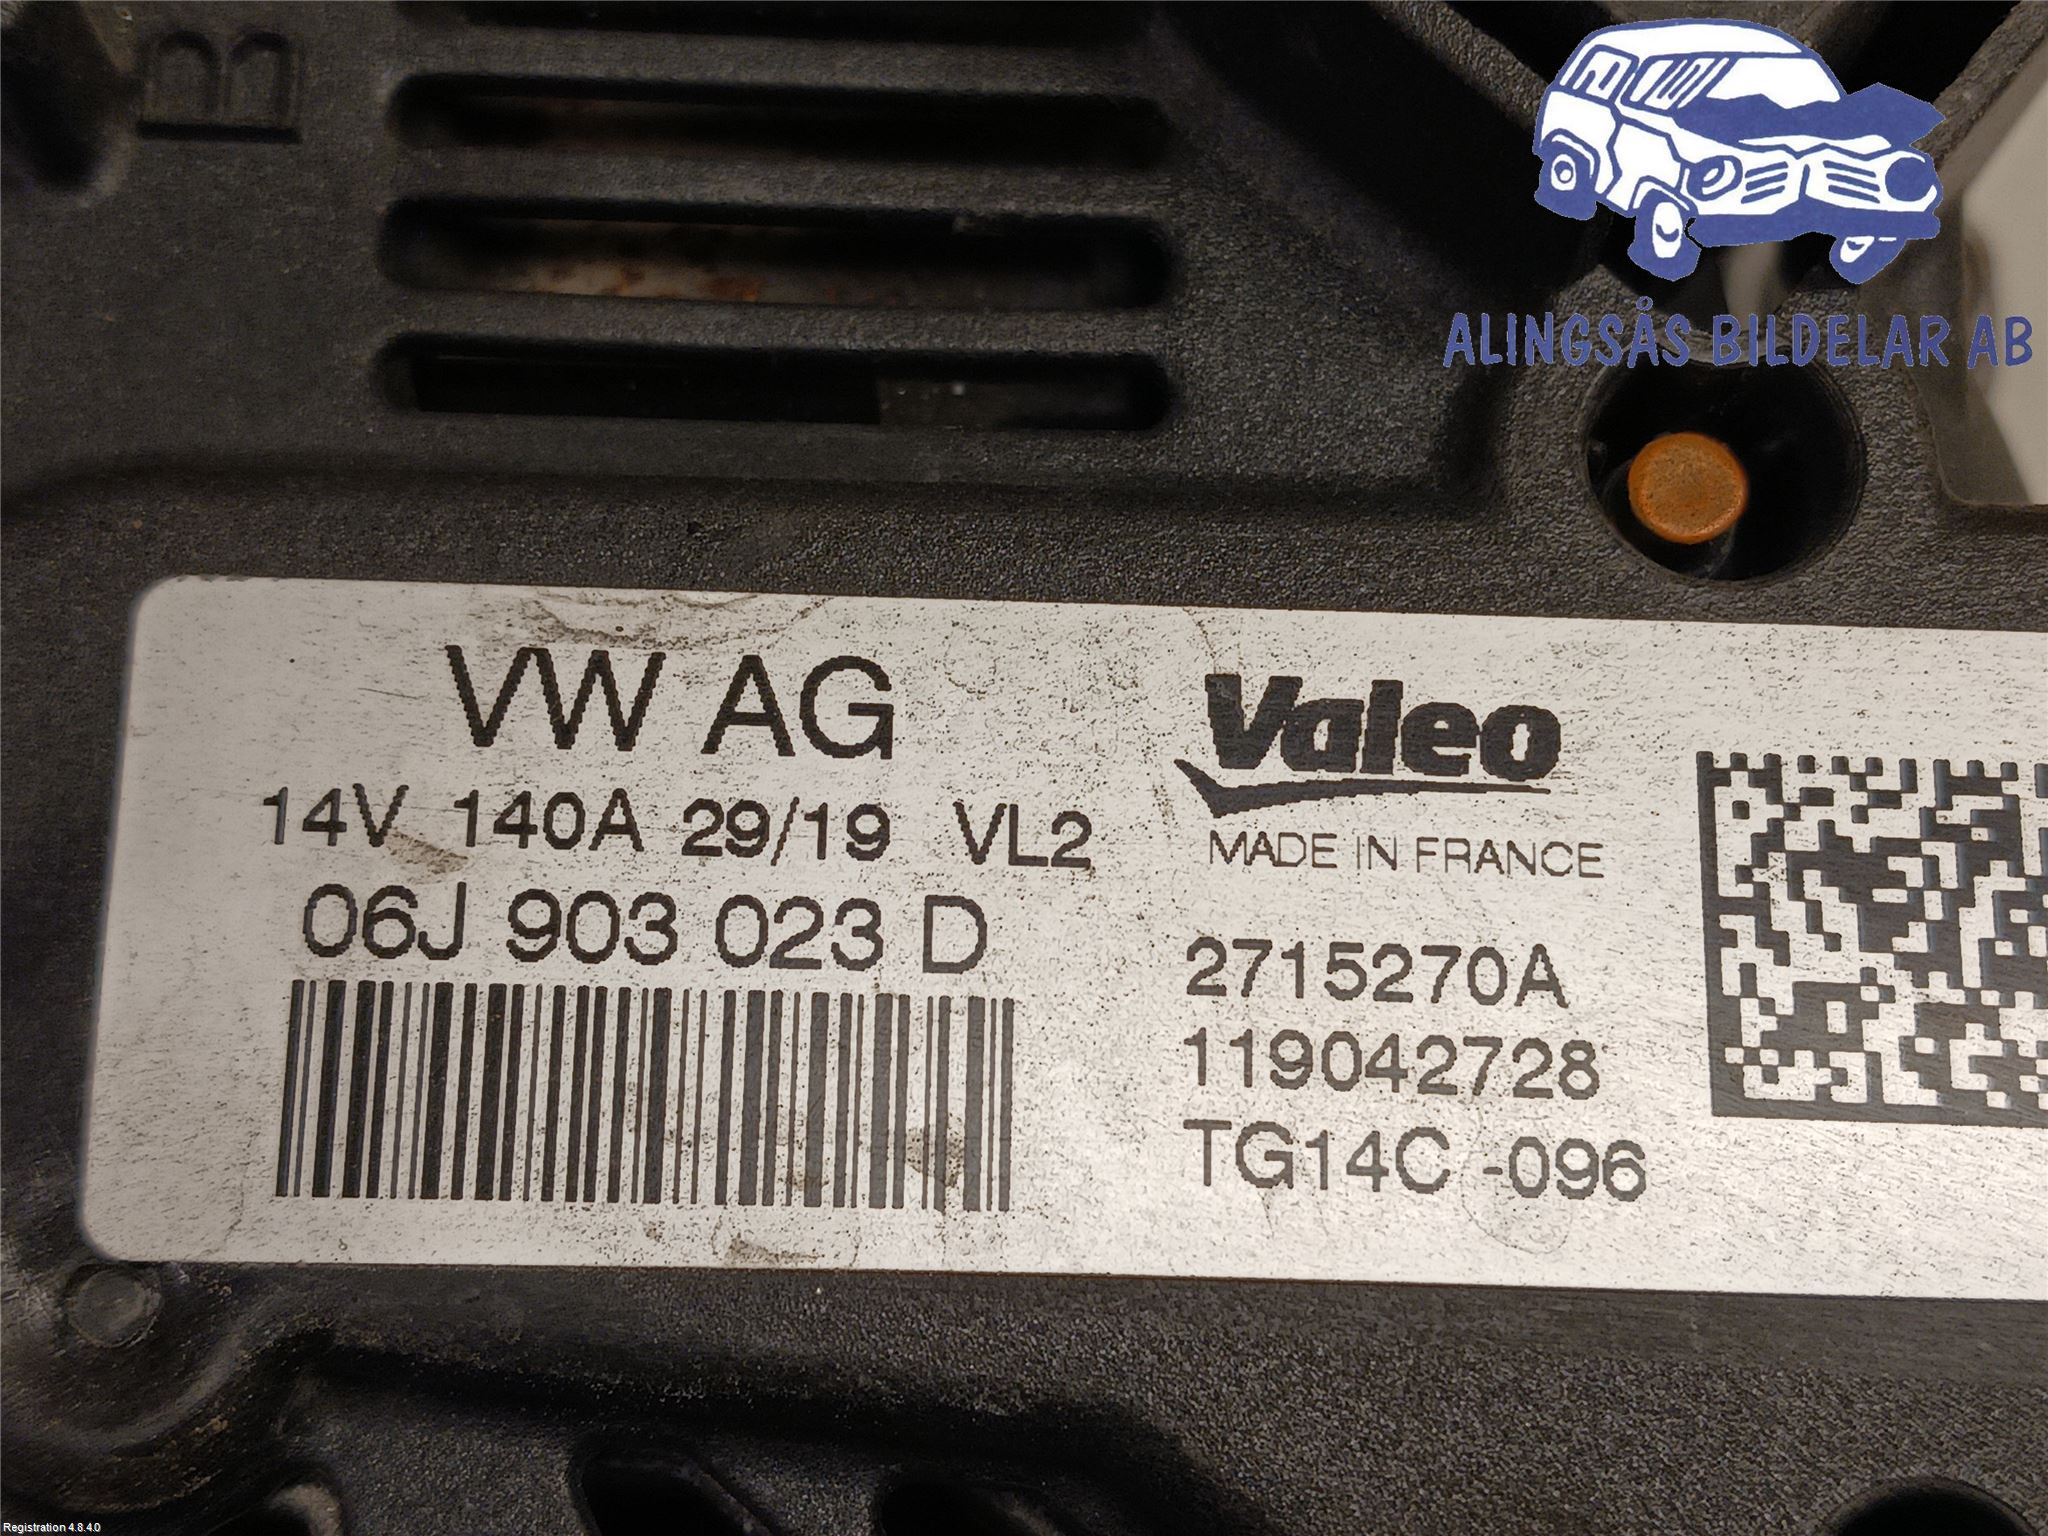 B
ALINGSÅS BILDELAR AB
VW AG
14V 140A 29/19 VL2
06J 903 023 D
Valeo
MADE IN FRANCE
2715270A
119042728
TG14C -096
Registration 4.8.4.0